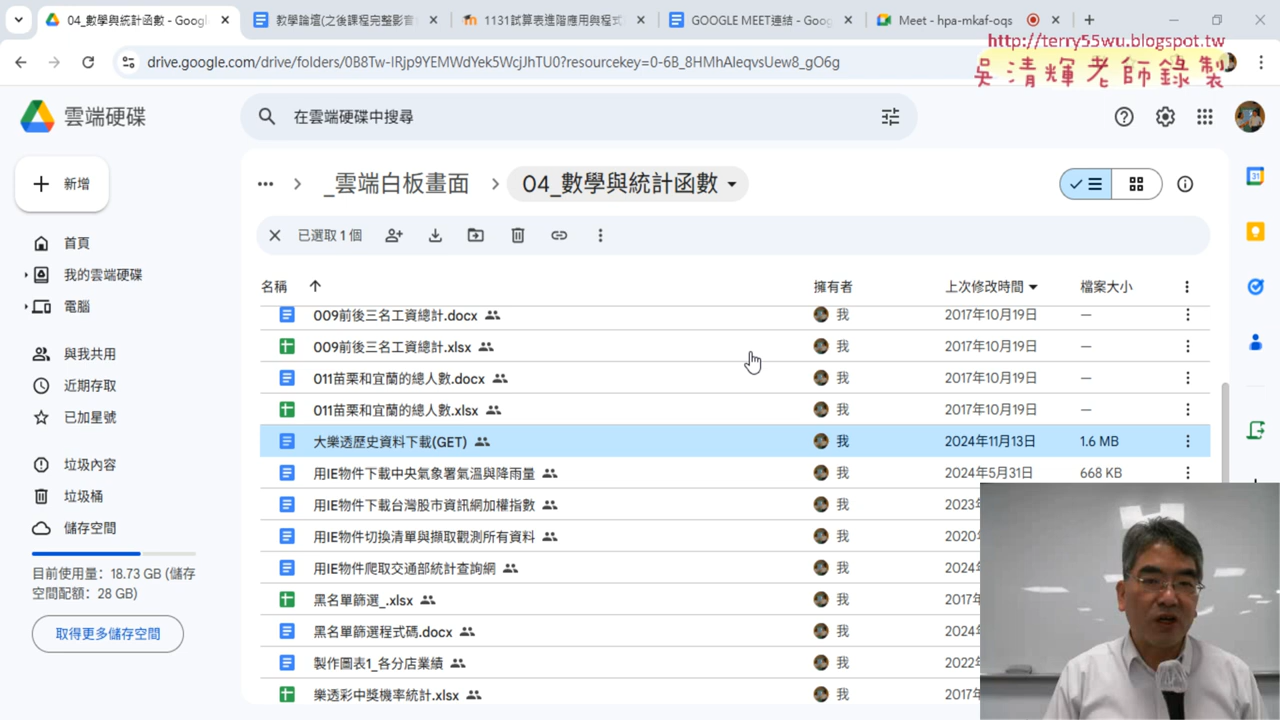 04_數學與統計函數 - Googl
教學論壇(之後課程完整影音
1131試算表進階應用與程式
GOOGLE MEET連結 - Goog
Meet - hpa-mkaf-oqs
http://terry55wu.blogspot.tw
drive.google.com/drive/folders/0B8Tw-IRjp9YEMWdYek5WcjJhTU0?resourcekey=0-6B_8HMhAleqvsUew8_gO6g
吳清輝老師錄製
雲端硬碟
在雲端硬碟中搜尋
新增
首頁
我的雲端硬碟
電腦
與我共用
近期存取
已加星號
垃圾內容
垃圾桶
儲存空間
目前使用量：18.73 GB (儲存
空間配額：28 GB)
取得更多儲存空間
_雲端白板畫面
04_數學與統計函數
已選取 1 個
名稱 擁有者 上次修改時間 檔案大小
009前後三名工資總計.docx 我 2017年10月19日 —
009前後三名工資總計.xlsx 我 2017年10月19日 —
011苗栗和宜蘭的總人數.docx 我 2017年10月19日 —
011苗栗和宜蘭的總人數.xlsx 我 2017年10月19日 —
大樂透歷史資料下載(GET) 我 2024年11月13日 1.6 MB
用IE物件下載中央氣象署氣溫與降雨量 我 2024年5月31日 668 KB
用IE物件下載台灣股市資訊網加權指數 我 2023
用IE物件切換清單與擷取觀測所有資料 我 2020
用IE物件爬取交通部統計查詢網 我 2024
黑名單篩選_.xlsx 我 2017
黑名單篩選程式碼.docx 我 2024
製作圖表1_各分店業績 我 2022
樂透彩中獎機率統計.xlsx 我 2017